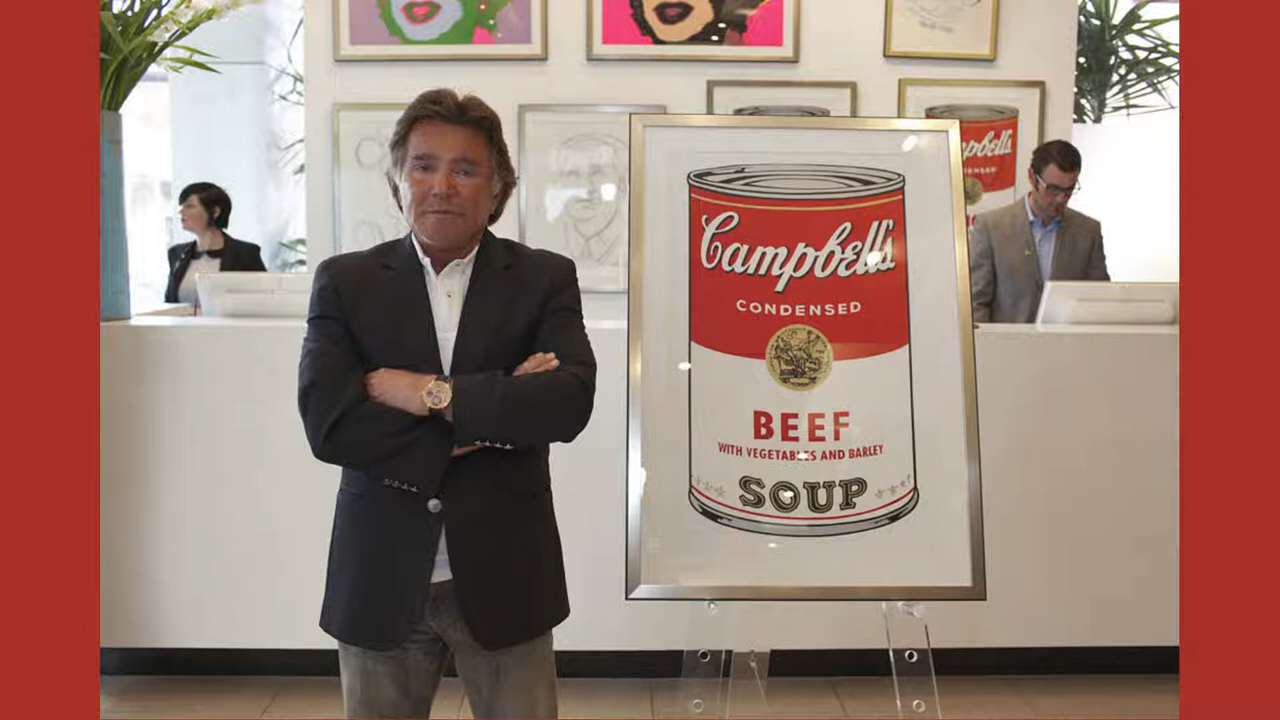 Campbell's
CONDENSED
BEEF
WITH VEGETABLES AND BARLEY
SOUP